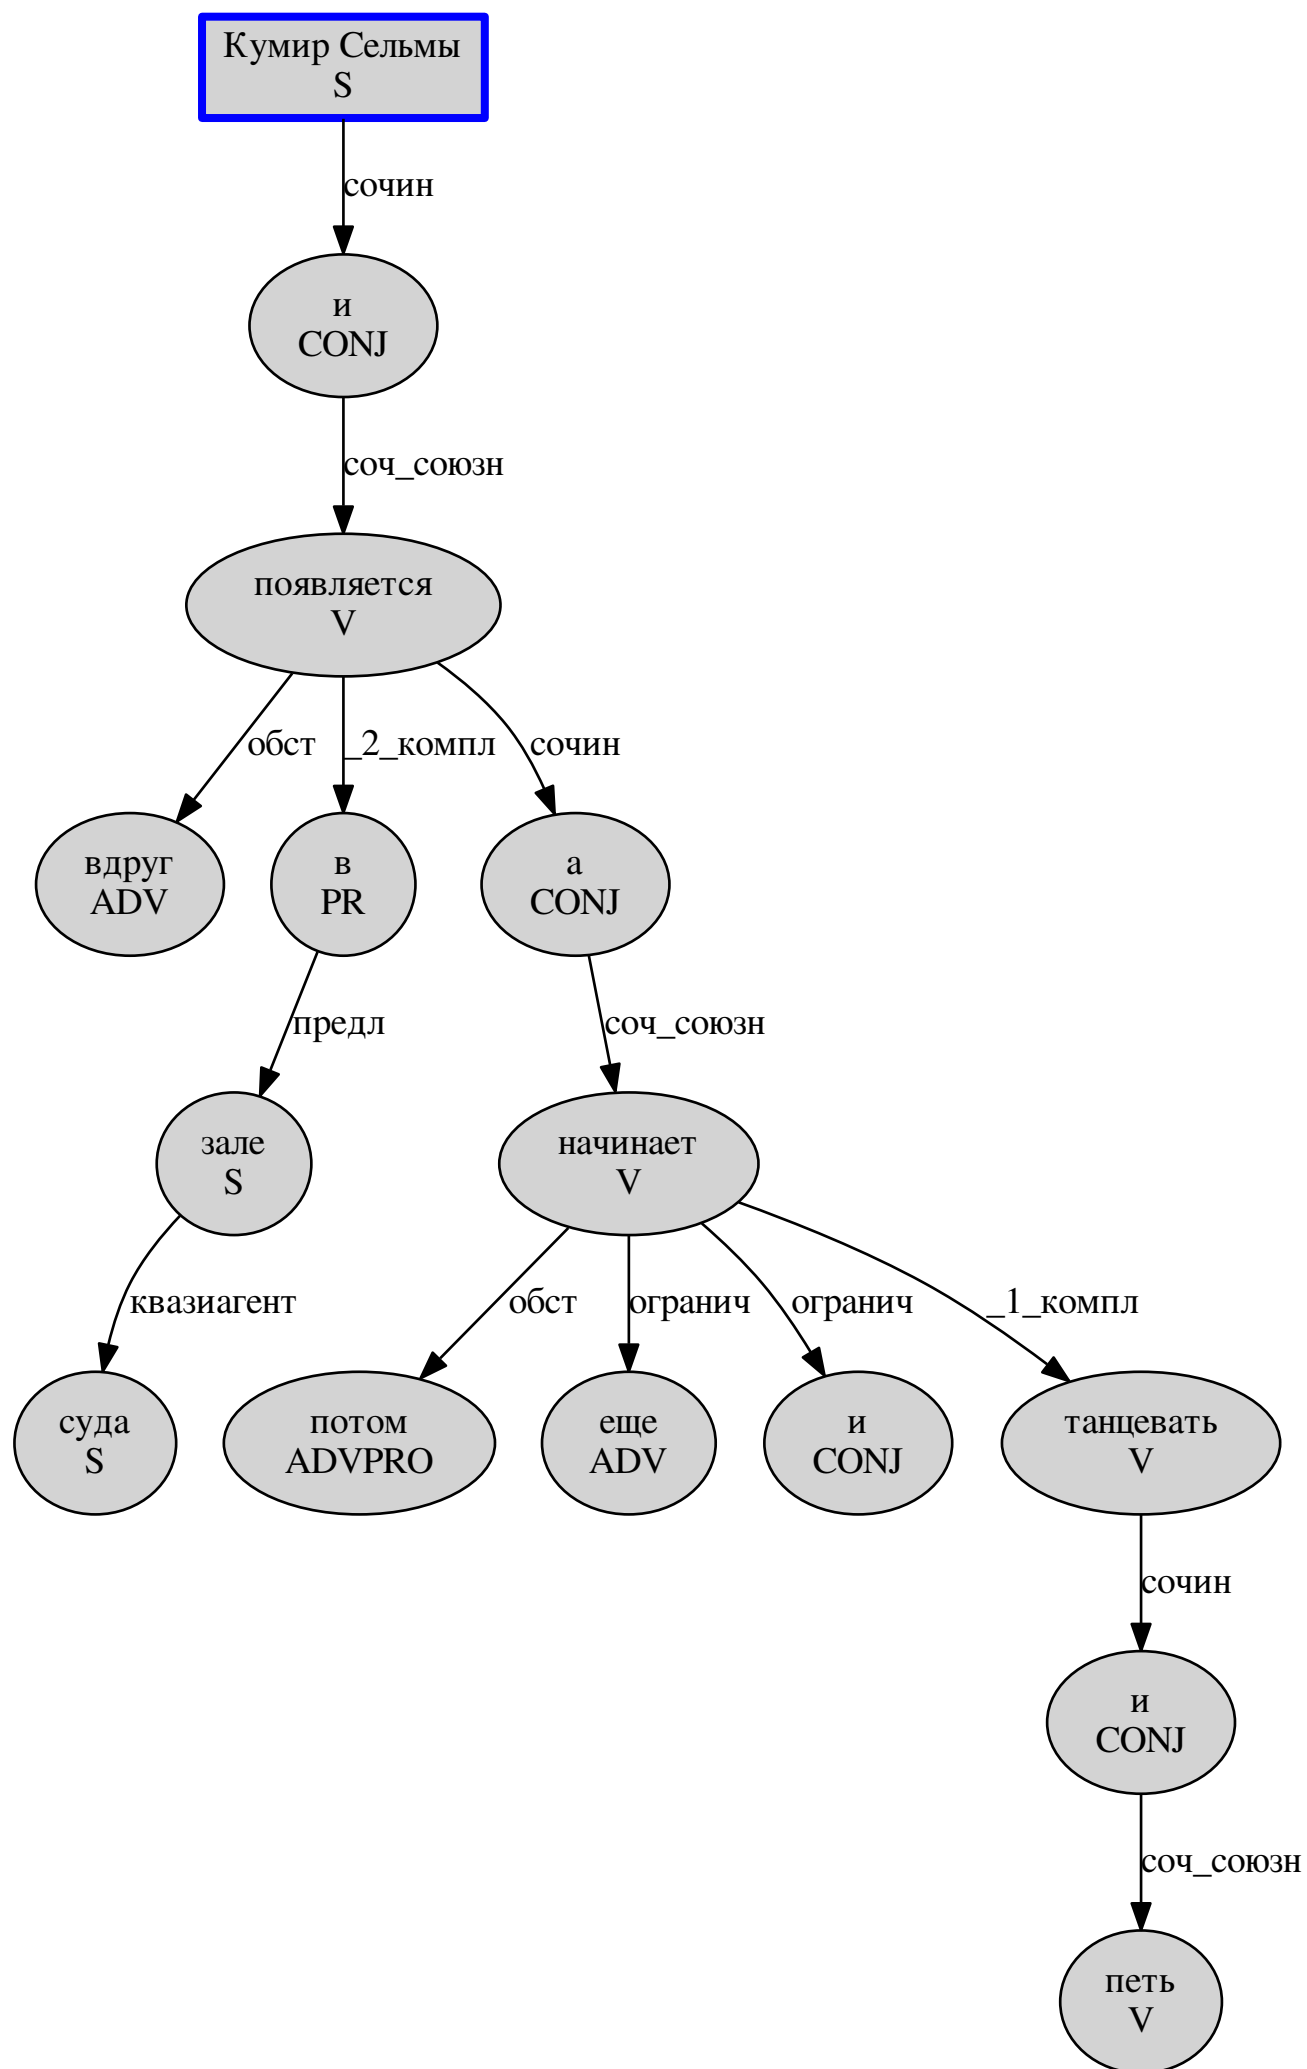 Кумир Сельмы
S
сочин
и
CONJ
соч_союзн
появляется
V
обст
_2_компл
сочин
вдруг
ADV
в
PR
а
CONJ
предл
соч_союзн
зале
S
начинает
V
квазиагент
обст
огранич
огранич
_1_компл
суда
S
потом
ADVPRO
еще
ADV
и
CONJ
танцевать
V
сочин
и
CONJ
соч_союзн
петь
V